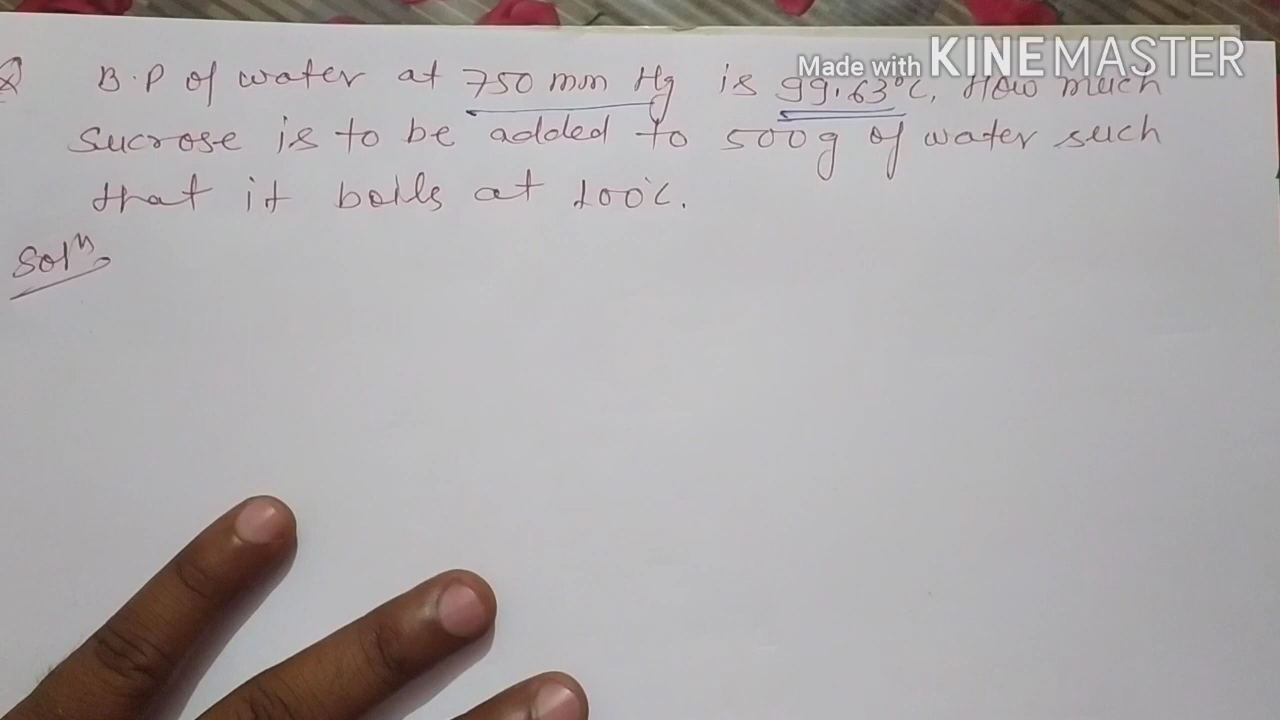 Made with KINEMASTER
Q B.P of water at 750 mm Hg is 99.63°C. How much
sucrose is to be added to 500g of water such
that it boils at 100°C.
Solⁿ